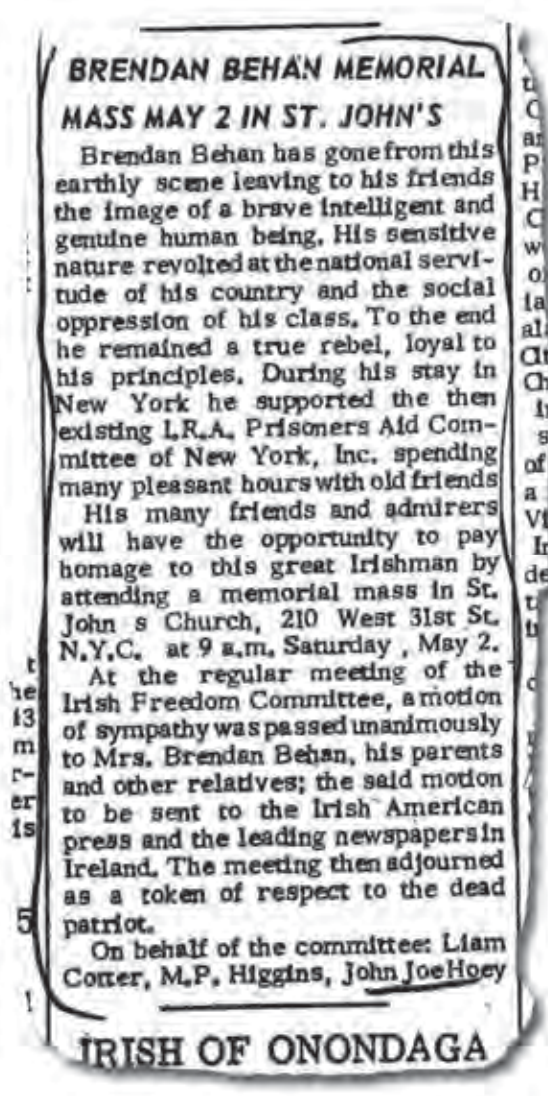 BRENDAN BEHAN MEMORIAL
MASS MAY 2 IN ST. JOHN'S
Brendan Behan has gone from this
earthly scene leaving to his friends
the image of a brave intelligent and
genuine human being. His sensitive
nature revolted at the national servi-
tude of his country and the social
oppression of his class. To the end
he remained a true rebel, loyal to
his principles. During his stay in
New York he supported the then
existing I.R.A. Prisoners Aid Com-
mittee of New York, Inc. spending
many pleasant hours with old friends
His many friends and admirers
will have the opportunity to pay
homage to this great Irishman by
attending a memorial mass in St.
John s Church, 210 West 31st St.
N.Y.C. at 9 a.m. Saturday , May 2.
At the regular meeting of the
Irish Freedom Committee, a motion
of sympathy was passed unanimously
to Mrs. Brendan Behan, his parents
and other relatives; the said motion
to be sent to the Irish American
press and the leading newspapers in
Ireland. The meeting then adjourned
as a token of respect to the dead
patriot.
On behalf of the committee: Liam
Cotter, M.P. Higgins, John Joe Hoey
IRISH OF ONONDAGA